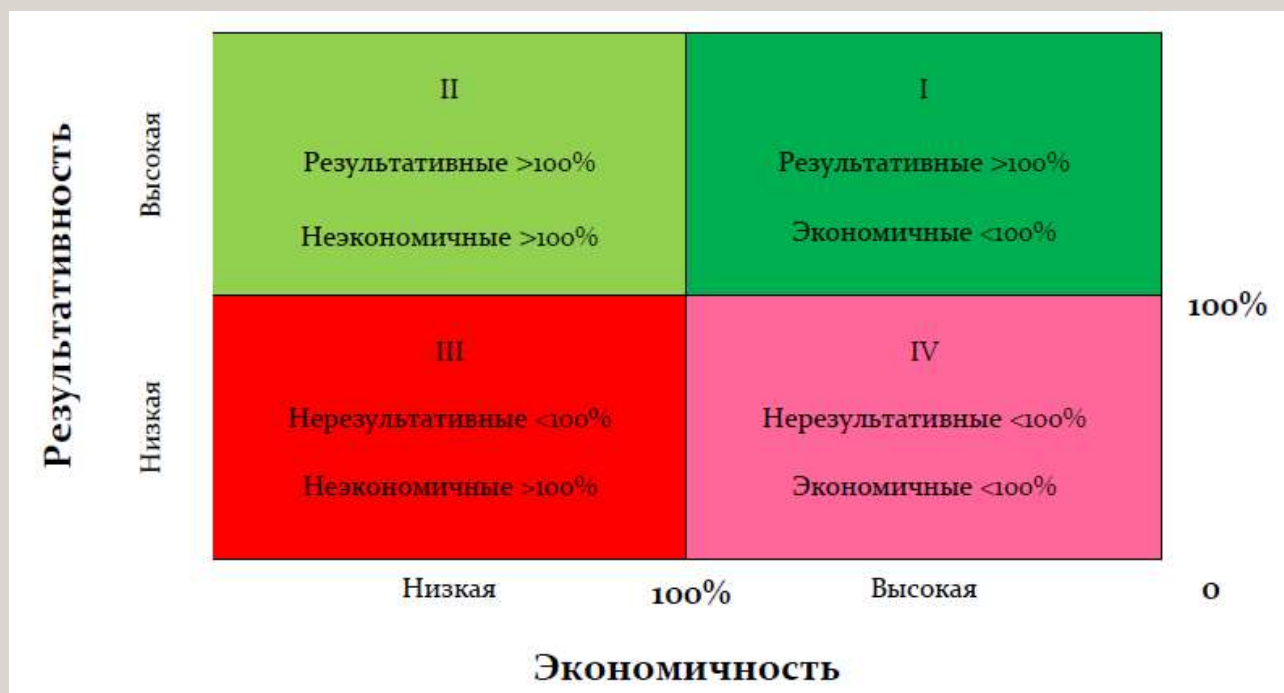 Результативность
Высокая
Низкая
II
Результативные >100%
Неэкономичные >100%
I
Результативные >100%
Экономичные <100%
III
Нерезультативные <100%
Неэкономичные >100%
IV
Нерезультативные <100%
Экономичные <100%
100%
Низкая
100%
Высокая
0
Экономичность